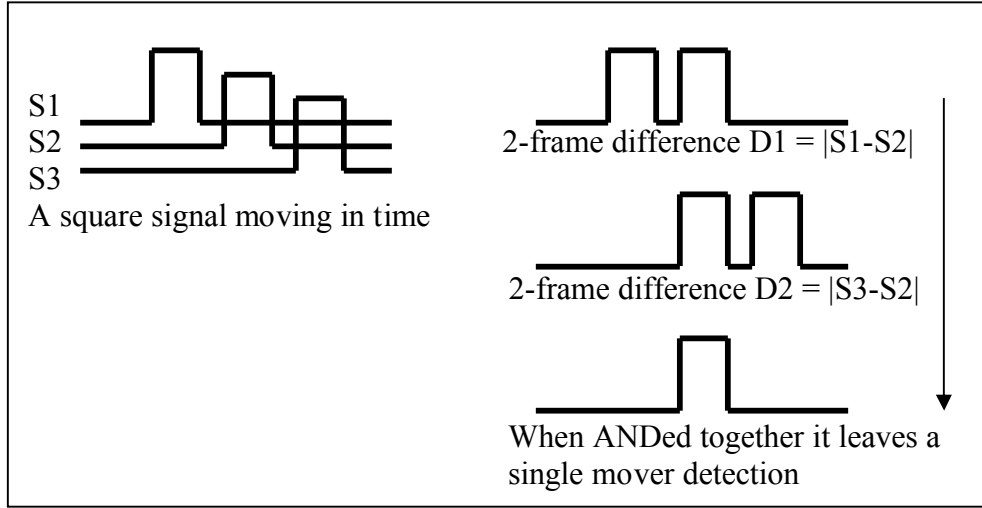 S1
S2
S3
A square signal moving in time
2-frame difference D1 = |S1-S2|
2-frame difference D2 = |S3-S2|
When ANDed together it leaves a
single mover detection